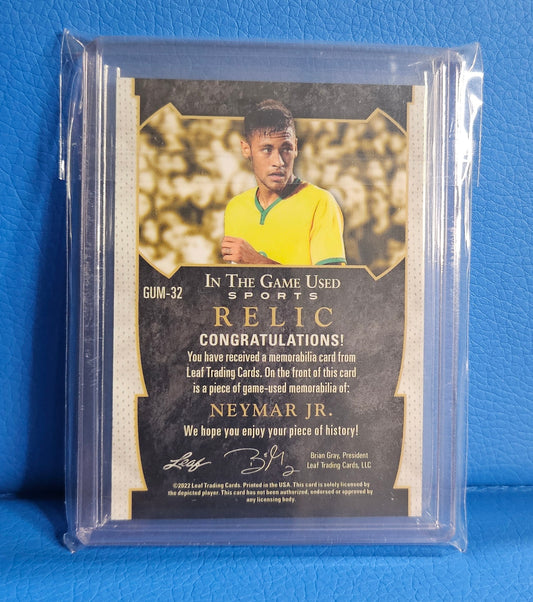 IN THE GAME USED
SPORTS
GUM-32
RELIC
CONGRATULATIONS!
You have received a memorabilia card from
Leaf Trading Cards. On the front of this card
is a piece of game-used memorabilia of:
NEYMAR JR.
We hope you enjoy your piece of history!
Leaf
Brian Gray, President
Leaf Trading Cards, LLC
©2022 Leaf Trading Cards. Printed in the USA. This card is solely licensed by
the depicted player. This card has not been authorized, endorsed or approved by
any licensing body.